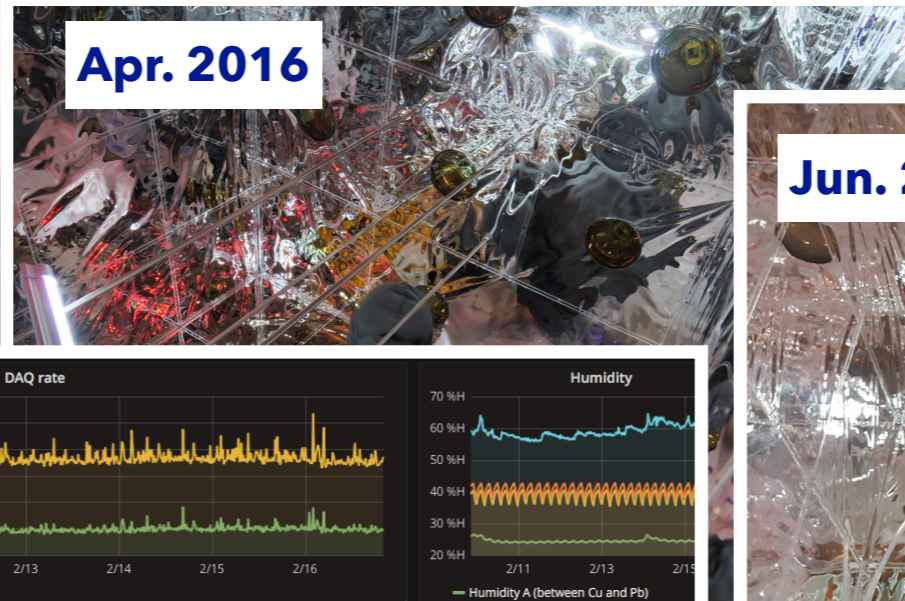 Apr. 2016
Jun. 2
DAQ rate
2/13 2/14 2/15 2/16
Humidity
70 %H
60 %H
50 %H
40 %H
30 %H
20 %H
2/11 2/13 2/15
Humidity A (between Cu and Pb)